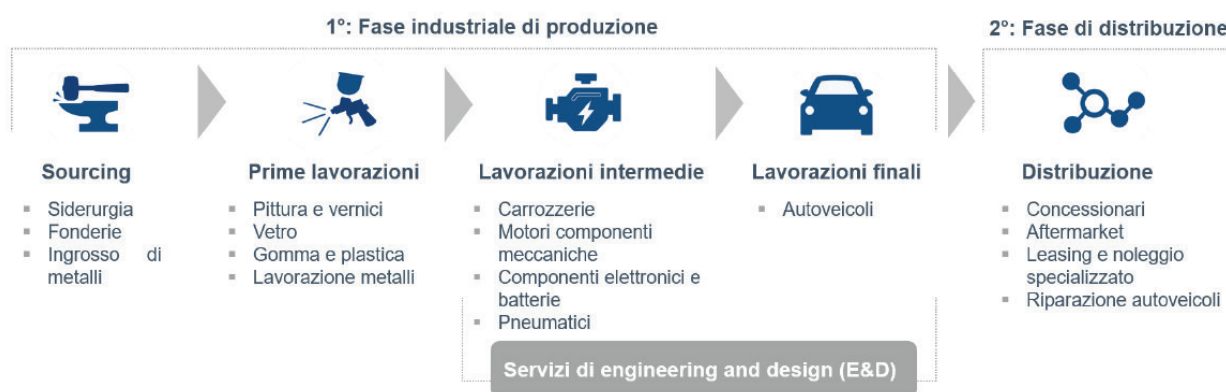 1°: Fase industriale di produzione
2°: Fase di distribuzione
Sourcing
▪ Siderurgia
▪ Fonderie
▪ Ingrosso di
metalli
Prime lavorazioni
▪ Pittura e vernici
▪ Vetro
▪ Gomma e plastica
▪ Lavorazione metalli
Lavorazioni intermedie
▪ Carrozzerie
▪ Motori componenti
meccaniche
▪ Componenti elettronici e
batterie
▪ Pneumatici
Lavorazioni finali
▪ Autoveicoli
Distribuzione
▪ Concessionari
▪ Aftermarket
▪ Leasing e noleggio
specializzato
▪ Riparazione autoveicoli
Servizi di engineering and design (E&D)